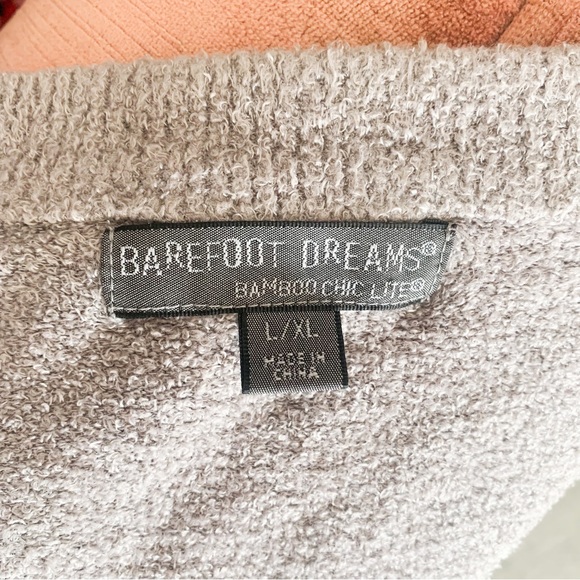 BAREFOOT DREAMS®
BAMBOO CHIC LITE®
L/XL
MADE IN
CHINA